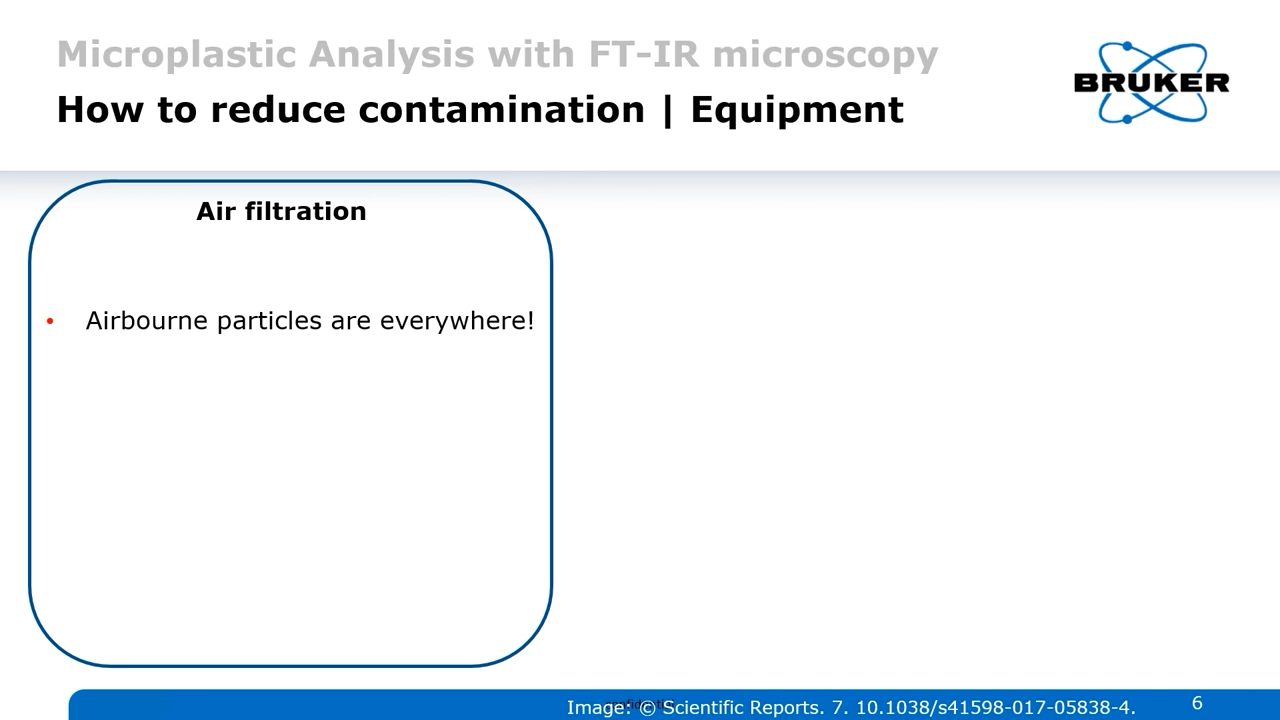 Microplastic Analysis with FT-IR microscopy
How to reduce contamination | Equipment
BRUKER
Air filtration
• Airbourne particles are everywhere!
Image: © Scientific Reports. 7. 10.1038/s41598-017-05838-4.
6